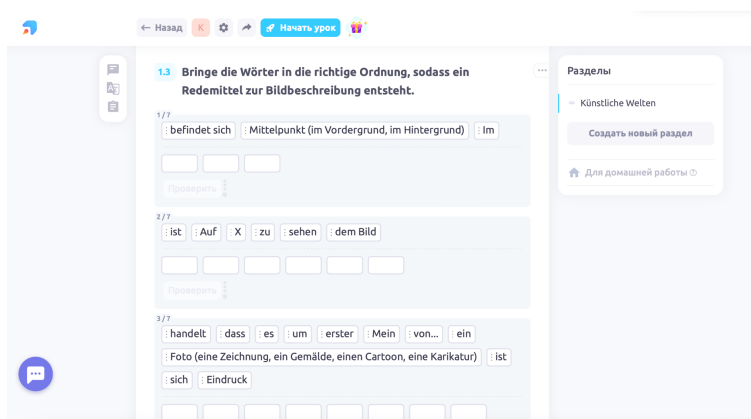 ← Назад K Начать урок
1.3 Bringe die Wörter in die richtige Ordnung, sodass ein
Redemittel zur Bildbeschreibung entsteht.
1/7
befindet sich Mittelpunkt (im Vordergrund, im Hintergrund) Im
Проверить
2/7
ist Auf X zu sehen dem Bild
Проверить
3/7
handelt dass es um erster Mein von... ein
Foto (eine Zeichnung, ein Gemälde, einen Cartoon, eine Karikatur) ist
sich Eindruck
Разделы
Künstliche Welten
Создать новый раздел
Для домашней работы